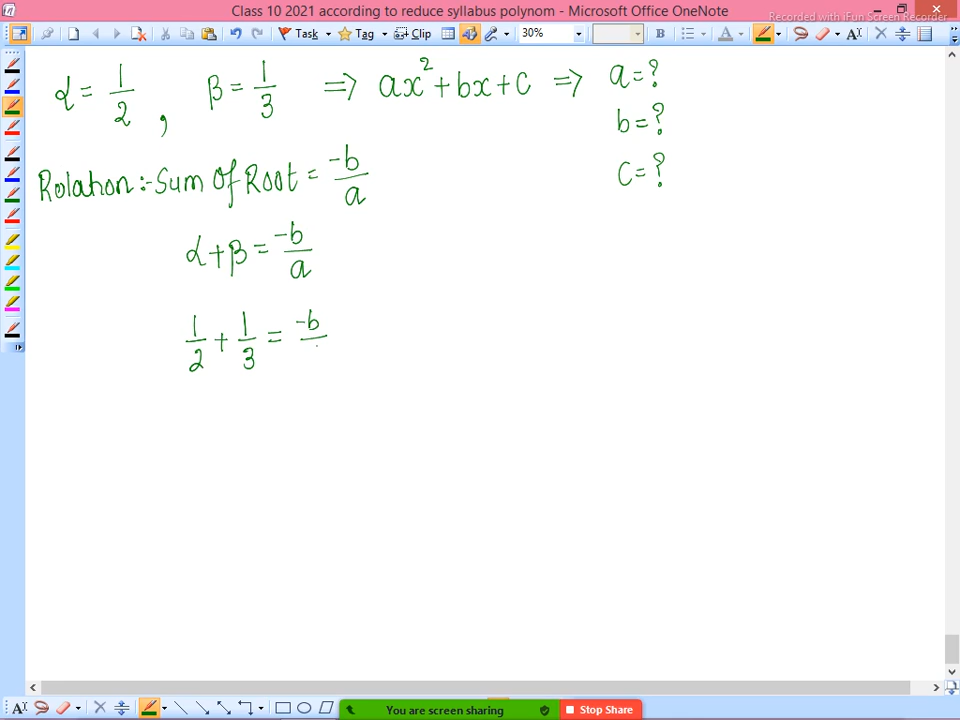 Class 10 2021 according to reduce syllabus polynom - Microsoft Office OneNote
Recorded with iFun Screen Recorder
Task Tag Clip 30% B A
α = 1/2 , β = 1/3 ⇒ ax² + bx + c ⇒ a = ?
b = ?
c = ?
Rolation :- Sum Of Root = -b/a
α + β = -b/a
1/2 + 1/3 = -b/
You are screen sharing Stop Share